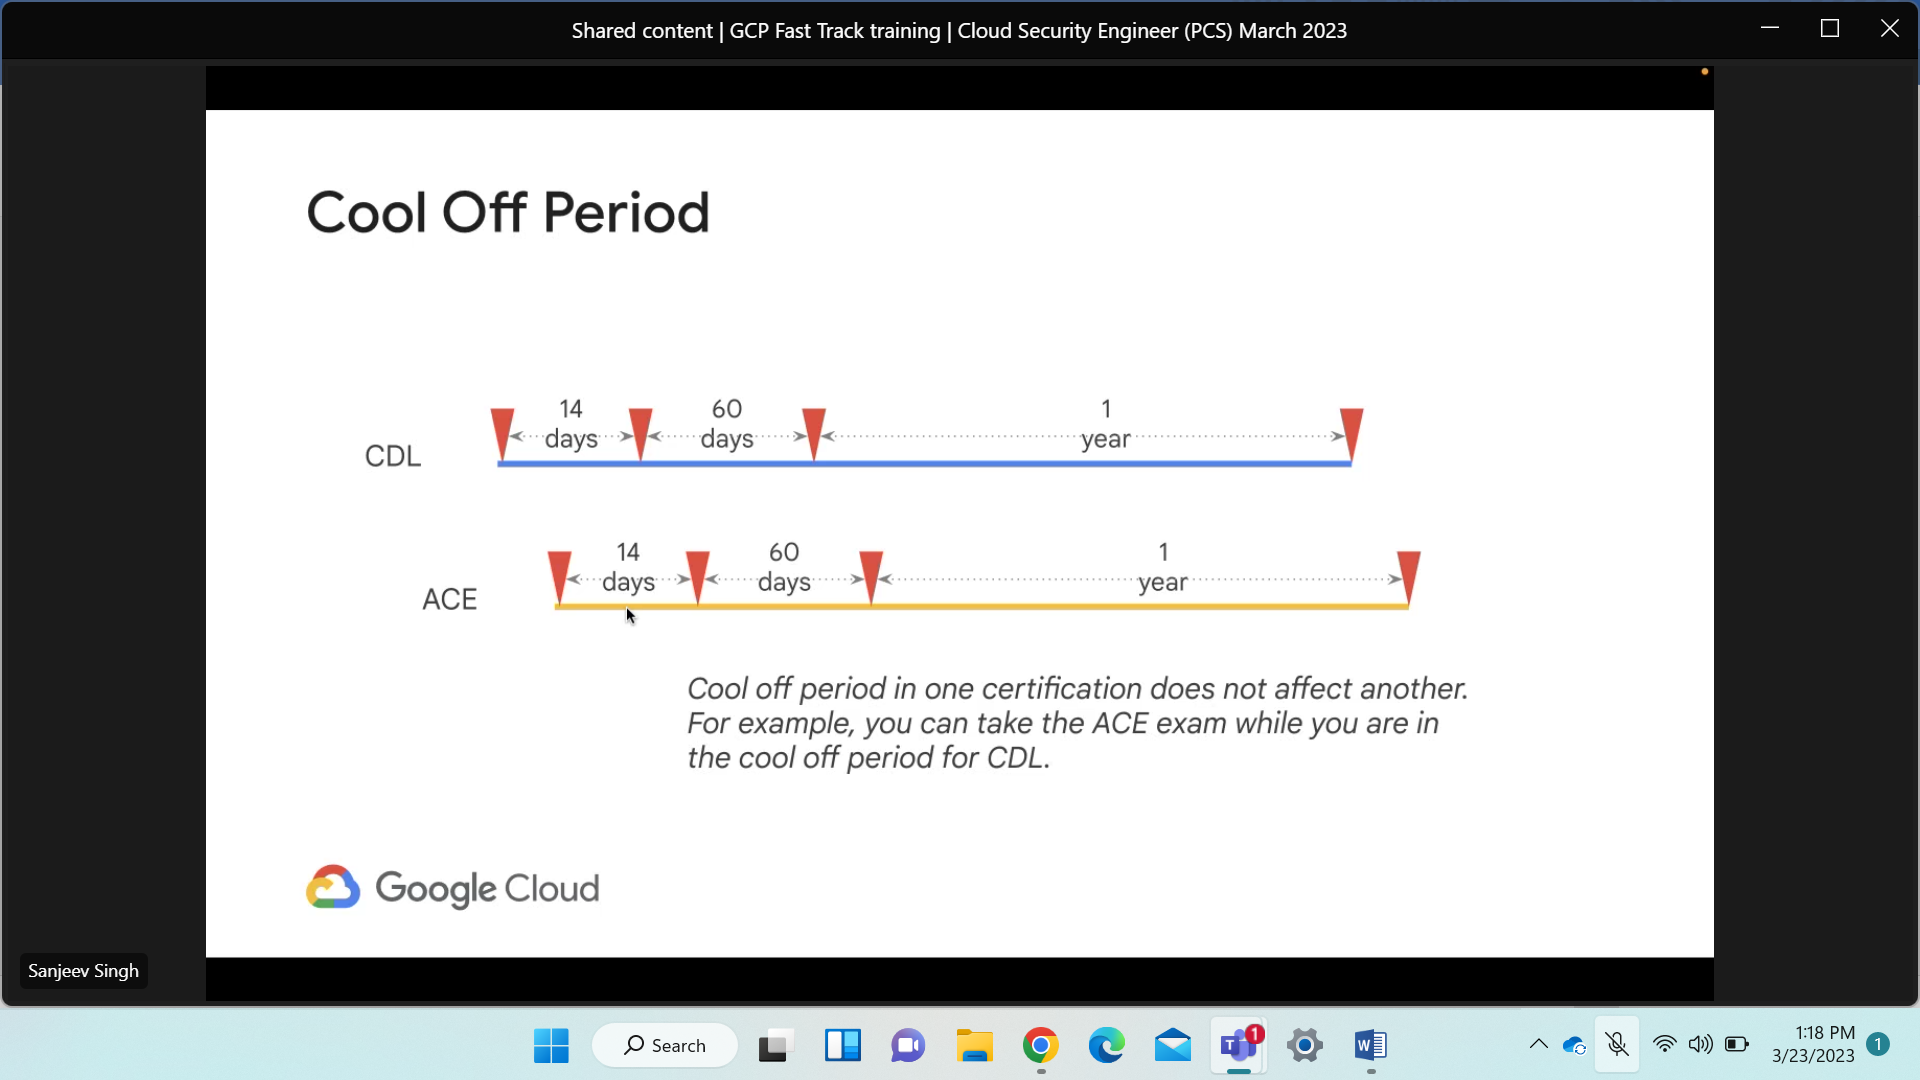 Shared content | GCP Fast Track training | Cloud Security Engineer (PCS) March 2023
Cool Off Period
14
days
60
days
1
year
CDL
14
days
60
days
1
year
ACE
Cool off period in one certification does not affect another.
For example, you can take the ACE exam while you are in
the cool off period for CDL.
Google Cloud
Sanjeev Singh
Search
T
1
W
1:18 PM
3/23/2023
1